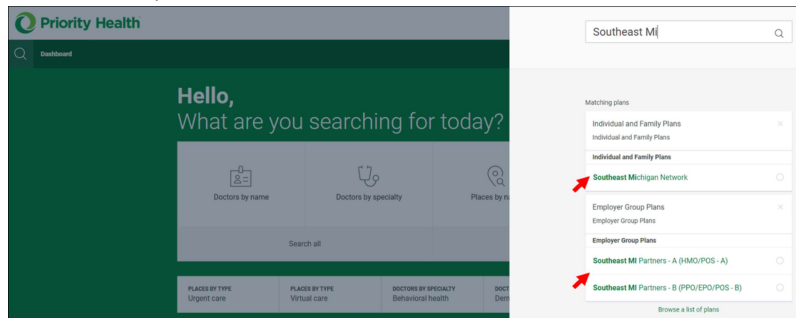 Priority Health
Dashboard
Hello,
What are you searching for today?
Doctors by name
Doctors by specialty
Places by
Search all
PLACES BY TYPE
Urgent care
PLACES BY TYPE
Virtual care
DOCTORS BY SPECIALTY
Behavioral health
Southeast Mi
Matching plans
Individual and Family Plans
Individual and Family Plans
Individual and Family Plans
Southeast Michigan Network
Employer Group Plans
Employer Group Plans
Employer Group Plans
Southeast MI Partners - A (HMO/POS - A)
Southeast MI Partners - B (PPO/EPO/POS - B)
Browse a list of plans